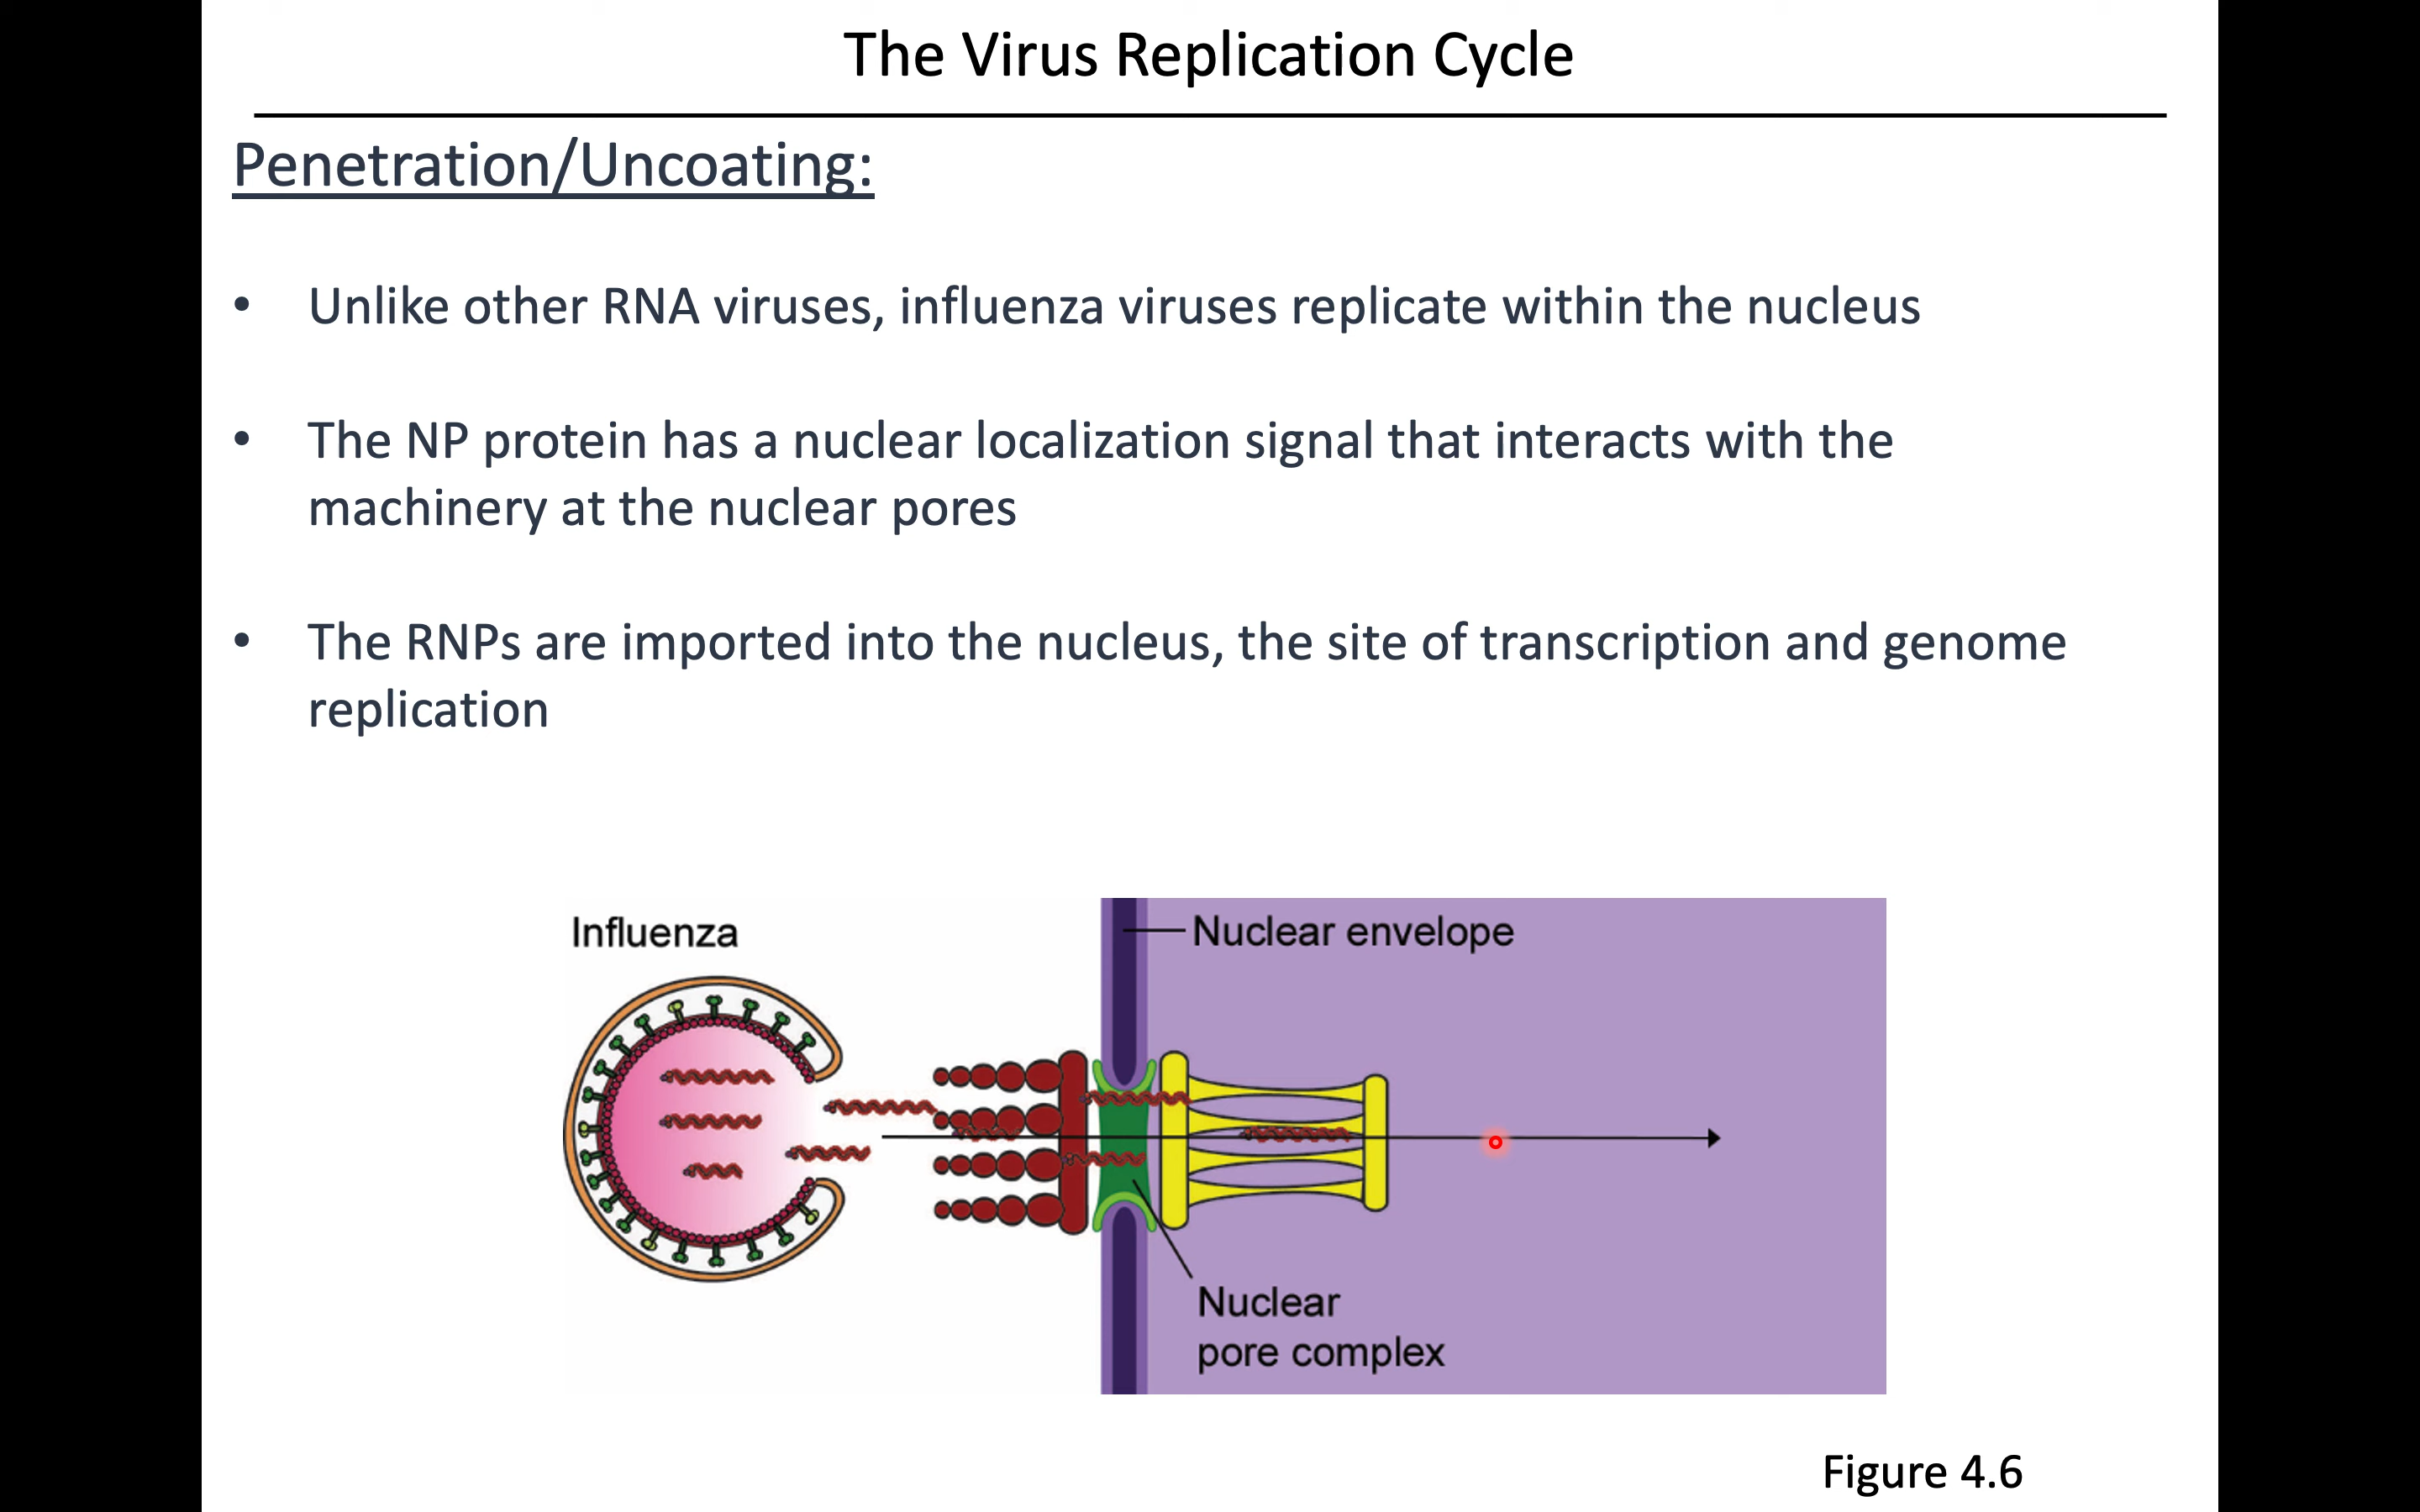 The Virus Replication Cycle
Penetration/Uncoating:
• Unlike other RNA viruses, influenza viruses replicate within the nucleus
• The NP protein has a nuclear localization signal that interacts with the
machinery at the nuclear pores
• The RNPs are imported into the nucleus, the site of transcription and genome
replication
Influenza
Nuclear envelope
Nuclear
pore complex
Figure 4.6